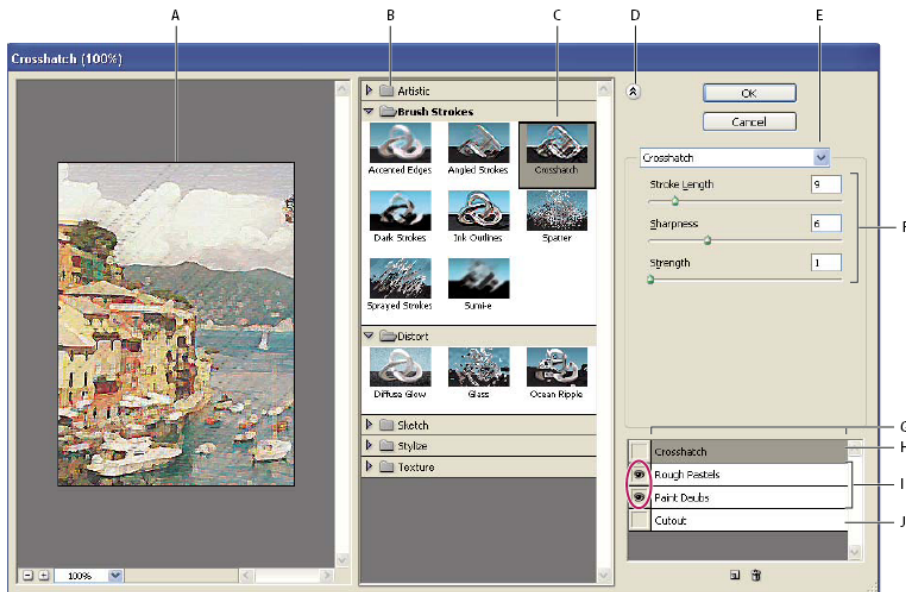 A B C D E
Crosshatch (100%)
Artistic
Brush Strokes
Accented Edges Angled Strokes Crosshatch
Dark Strokes Ink Outlines Spatter
Sprayed Strokes Sumi-e
Distort
Diffuse Glow Glass Ocean Ripple
Sketch
Stylize
Texture
100%
OK
Cancel
Crosshatch
Stroke Length 9
Sharpness 6
Strength 1
F
G
Crosshatch H
Rough Pastels
I
Paint Daubs
Cutout J